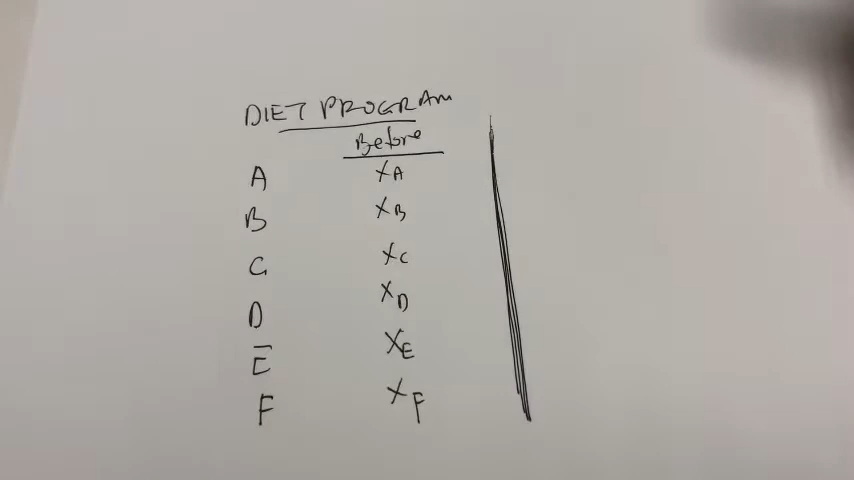 DIET PROGRAM
Before
A XA
B XB
C XC
D XD
E XE
F XF